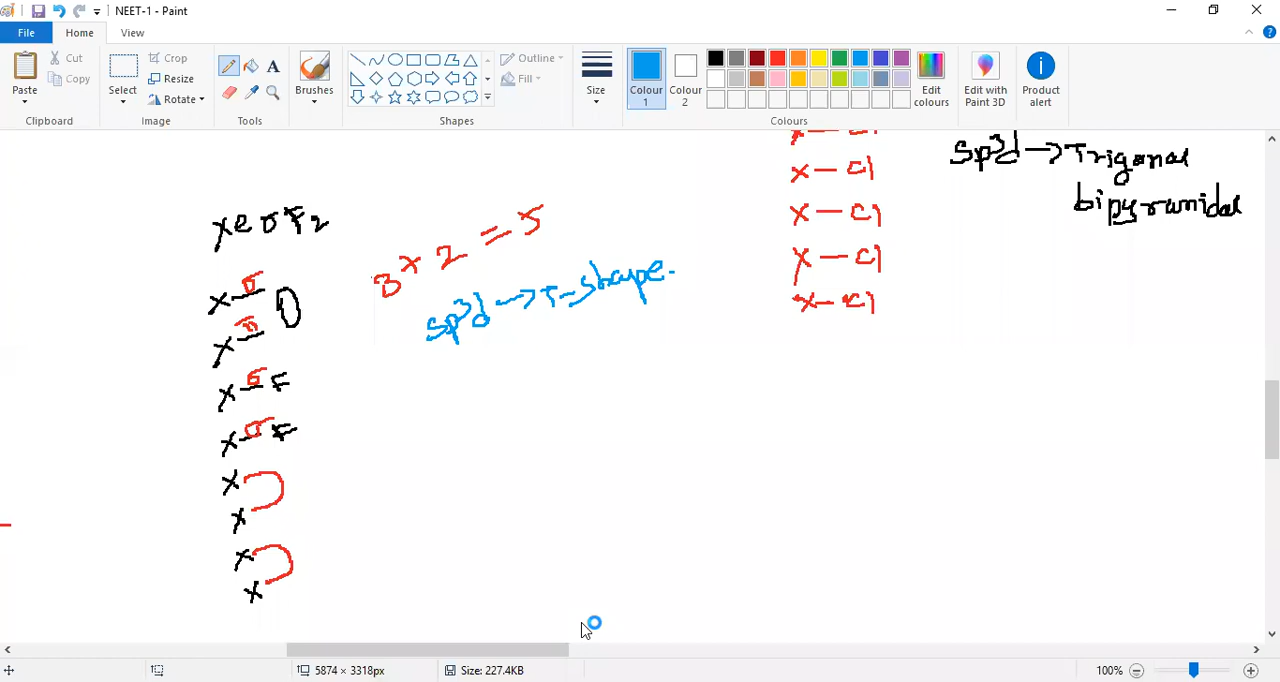 NEET-1 - Paint
File Home View
Paste Cut Copy Select Crop Resize Rotate Brushes Outline Fill Size Colour 1 Colour 2 Edit colours Edit with Paint 3D Product alert
Clipboard Image Tools Shapes Colours
x — Cl
sp3d → Trigonal
bipyramidal
x — Cl
x — Cl
x — Cl
x — Cl
xeOF2
3 + 2 = 5
sp3d → T-shape.
x σ O
x π
x σ F
x σ F
x
x
x
x
5874 × 3318px Size: 227.4KB 100%